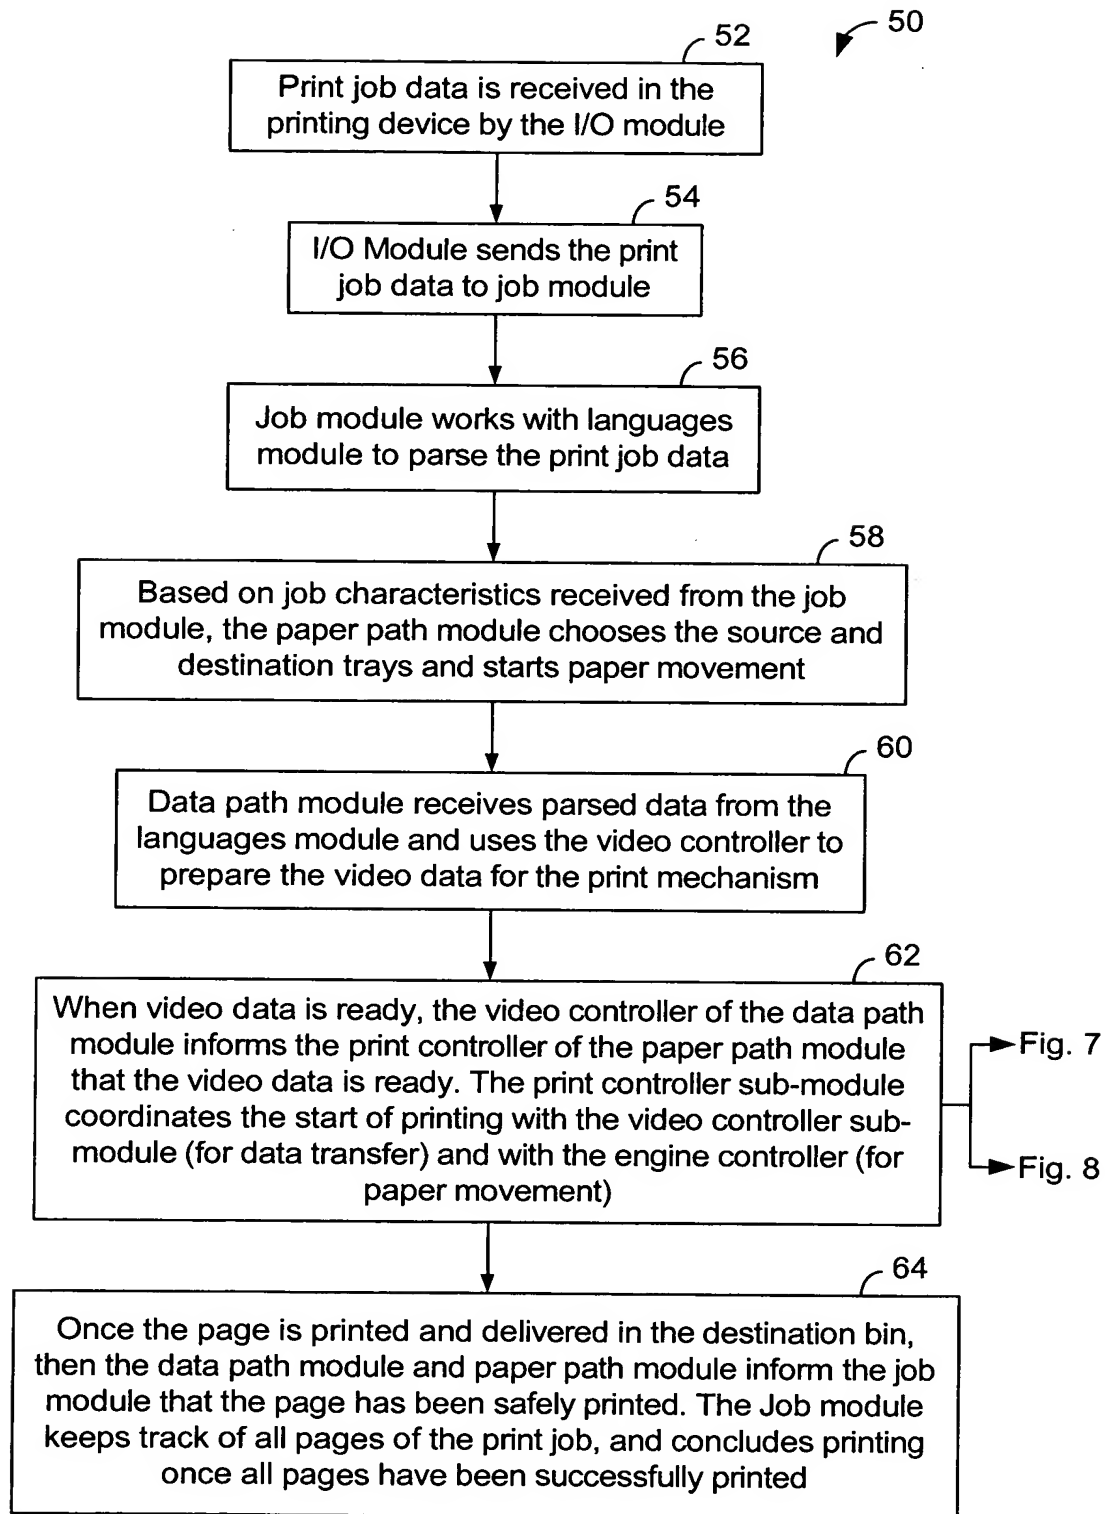 50
52
Print job data is received in the
printing device by the I/O module
54
I/O Module sends the print
job data to job module
56
Job module works with languages
module to parse the print job data
58
Based on job characteristics received from the job
module, the paper path module chooses the source and
destination trays and starts paper movement
60
Data path module receives parsed data from the
languages module and uses the video controller to
prepare the video data for the print mechanism
62
When video data is ready, the video controller of the data path
module informs the print controller of the paper path module
that the video data is ready. The print controller sub-module
coordinates the start of printing with the video controller sub-
module (for data transfer) and with the engine controller (for
paper movement)
Fig. 7
Fig. 8
64
Once the page is printed and delivered in the destination bin,
then the data path module and paper path module inform the job
module that the page has been safely printed. The Job module
keeps track of all pages of the print job, and concludes printing
once all pages have been successfully printed